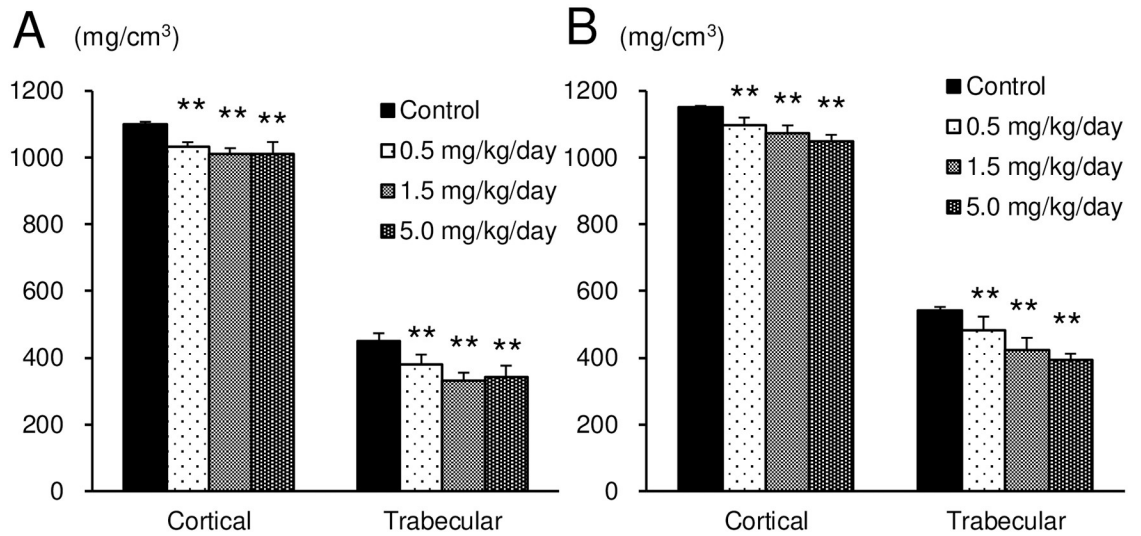 A (mg/cm³)
1200
1000
800
600
400
200
0
** ** **
** ** **
Control
0.5 mg/kg/day
1.5 mg/kg/day
5.0 mg/kg/day
Cortical Trabecular
B (mg/cm³)
1200
1000
800
600
400
200
0
** ** **
** ** **
Control
0.5 mg/kg/day
1.5 mg/kg/day
5.0 mg/kg/day
Cortical Trabecular